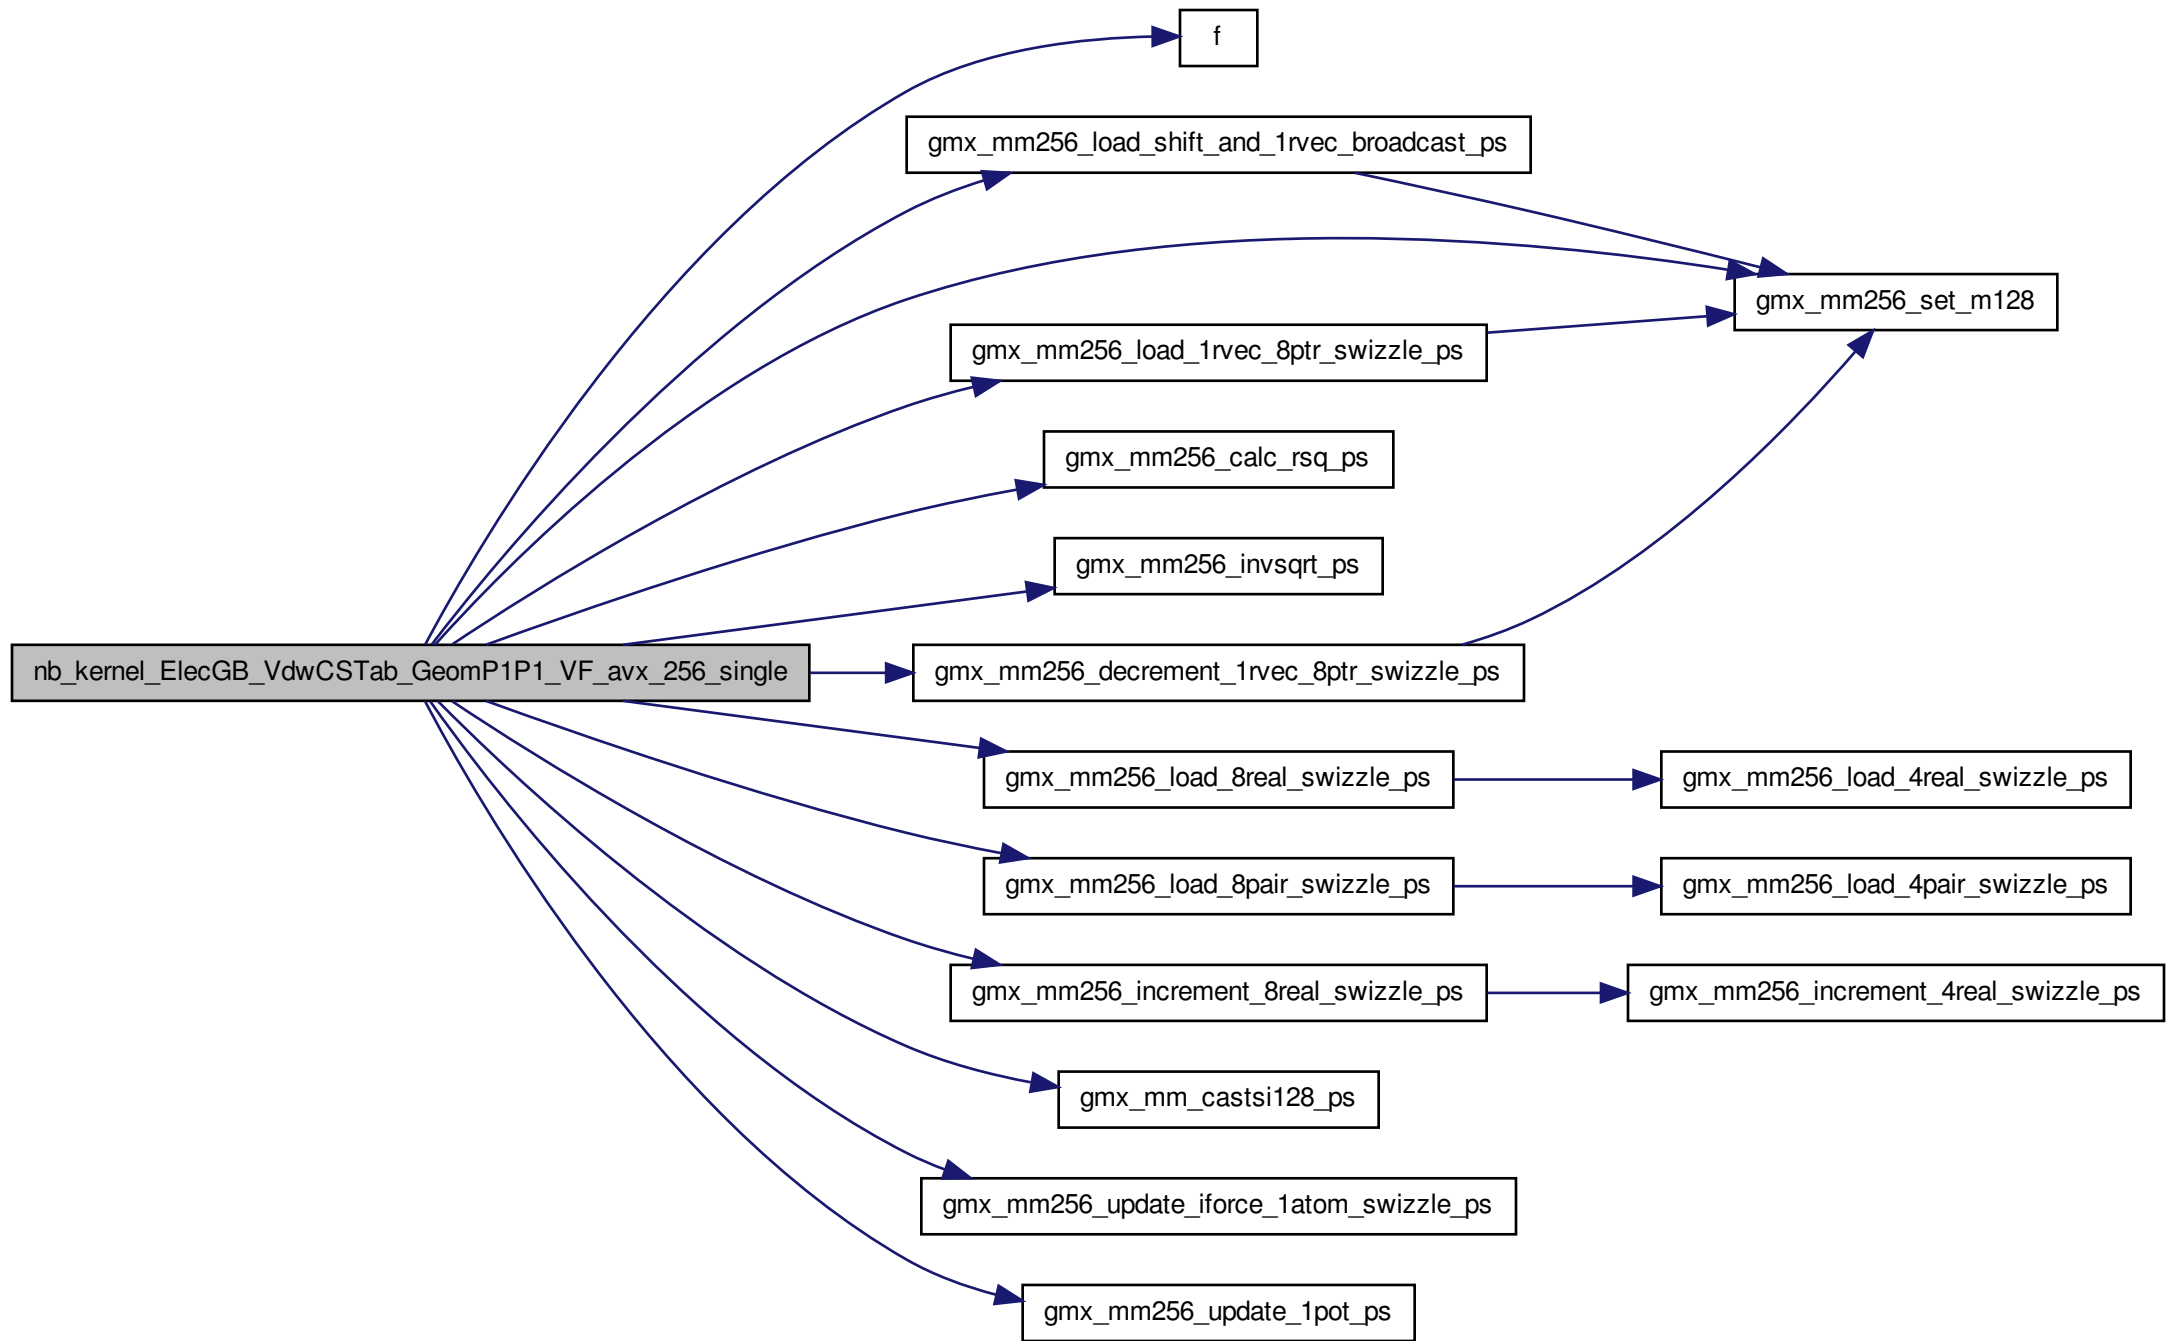 f
gmx_mm256_load_shift_and_1rvec_broadcast_ps
gmx_mm256_set_m128
gmx_mm256_load_1rvec_8ptr_swizzle_ps
gmx_mm256_calc_rsq_ps
gmx_mm256_invsqrt_ps
nb_kernel_ElecGB_VdwCSTab_GeomP1P1_VF_avx_256_single
gmx_mm256_decrement_1rvec_8ptr_swizzle_ps
gmx_mm256_load_8real_swizzle_ps
gmx_mm256_load_4real_swizzle_ps
gmx_mm256_load_8pair_swizzle_ps
gmx_mm256_load_4pair_swizzle_ps
gmx_mm256_increment_8real_swizzle_ps
gmx_mm256_increment_4real_swizzle_ps
gmx_mm_castsi128_ps
gmx_mm256_update_iforce_1atom_swizzle_ps
gmx_mm256_update_1pot_ps